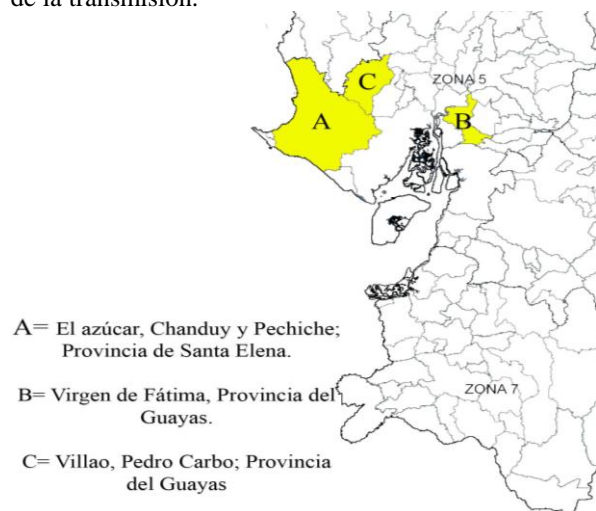 de la transmisión.
C
ZONA 5
A
B
A= El azúcar, Chanduy y Pechiche;
Provincia de Santa Elena.
B= Virgen de Fátima, Provincia del
Guayas.
ZONA 7
C= Villao, Pedro Carbo; Provincia
del Guayas